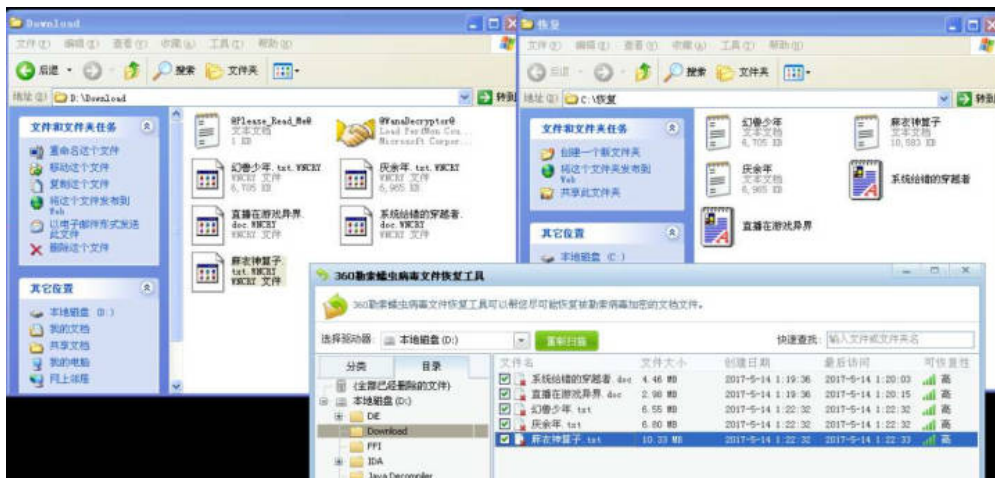 Download
文件(F) 编辑(E) 查看(V) 收藏(A) 工具(T) 帮助(H)
后退 搜索 文件夹
地址(D) D:\Download 转到
文件和文件夹任务
重命名这个文件
移动这个文件
复制这个文件
将这个文件发布到
Web
以电子邮件形式发送
此文件
删除这个文件
其它位置
本地磁盘 (D:)
我的文档
共享文档
我的电脑
网上邻居
@Please_Read_Me@
文本文档
1 KB
@WanaDecryptor@
Load PerfMon Cou...
Microsoft Corpor...
幻兽少年.txt.WNCRY
WNCRY 文件
6,705 KB
庆余年.txt.WNCRY
WNCRY 文件
6,965 KB
直播在游戏异界.
doc.WNCRY
WNCRY 文件
系统给错的穿越者.
doc.WNCRY
WNCRY 文件
麻衣神算子.
txt.WNCRY
WNCRY 文件
恢复
文件(F) 编辑(E) 查看(V) 收藏(A) 工具(T) 帮助(H)
后退 搜索 文件夹
地址(D) C:\恢复 转到
文件和文件夹任务
创建一个新文件夹
将这个文件夹发布到
Web
共享此文件夹
其它位置
本地磁盘 (C:)
幻兽少年
文本文档
6,705 KB
麻衣神算子
文本文档
10,583 KB
庆余年
文本文档
6,965 KB
系统给错的穿越者
直播在游戏异界
360勒索蠕虫病毒文件恢复工具
360勒索蠕虫病毒文件恢复工具可以帮您尽可能恢复被勒索病毒加密的文档文件。
选择驱动器: 本地磁盘 (D:) 重新扫描 快速查找: 输入文件或文件夹名
分类 目录
(全部已经删除的文件)
本地磁盘 (D:)
DIE
Download
FFI
IDA
Java Decompiler
文件名 文件大小 创建日期 最后访问 可恢复性
系统给错的穿越者.doc 4.46 MB 2017-5-14 1:19:36 2017-5-14 1:20:03 高
直播在游戏异界.doc 2.98 MB 2017-5-14 1:19:36 2017-5-14 1:20:15 高
幻兽少年.txt 6.55 MB 2017-5-14 1:22:32 2017-5-14 1:22:32 高
庆余年.txt 6.80 MB 2017-5-14 1:22:32 2017-5-14 1:22:32 高
麻衣神算子.txt 10.33 MB 2017-5-14 1:22:32 2017-5-14 1:22:33 高